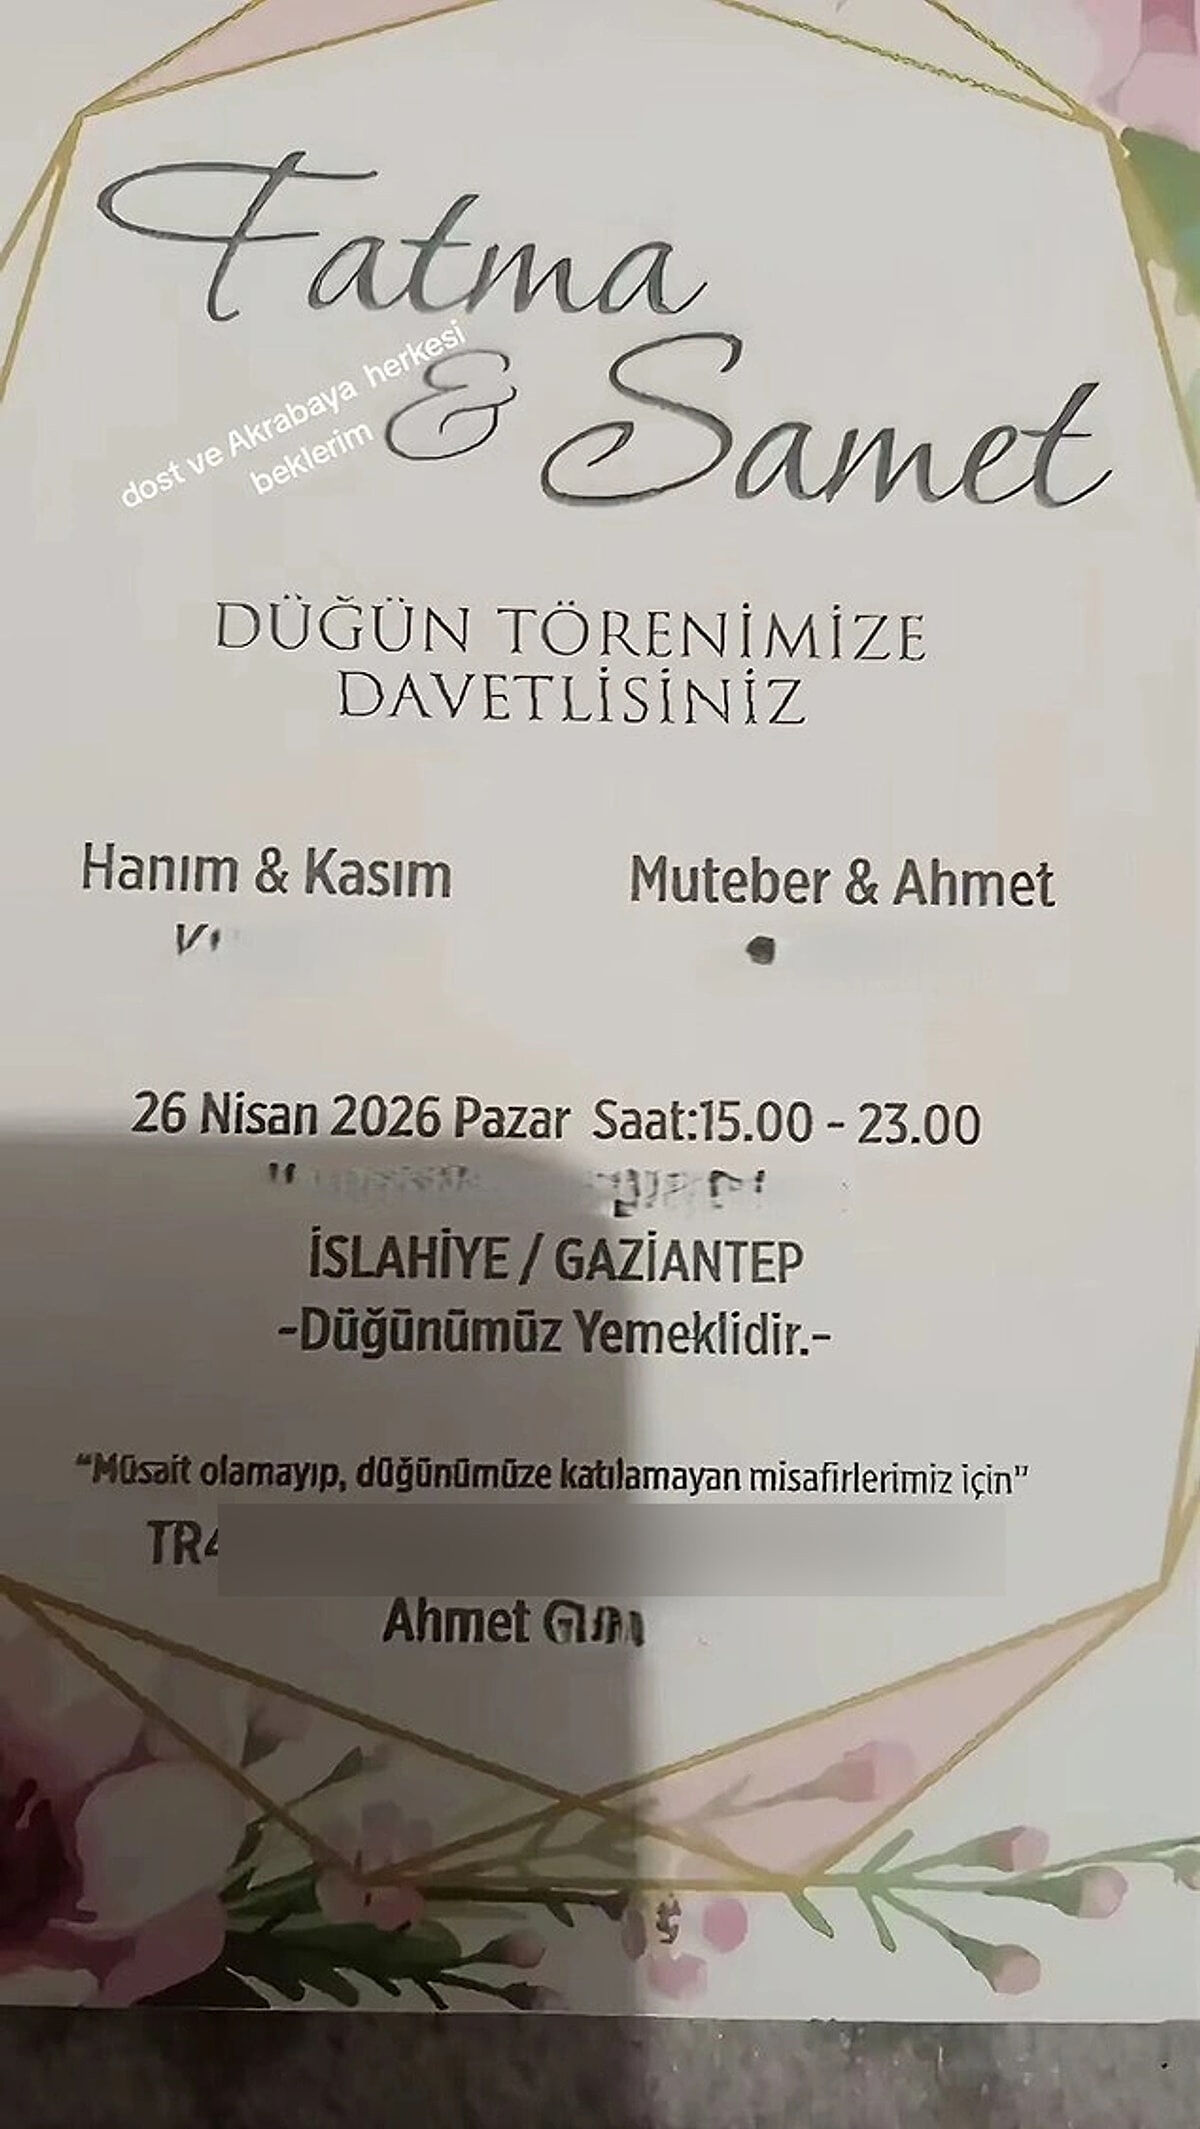 Fatma
& Samet
dost ve Akrabaya herkesi
beklerim
DÜĞÜN TÖRENİMİZE
DAVETLİSİNİZ
Hanım & Kasım
Muteber & Ahmet
26 Nisan 2026 Pazar Saat:15.00 - 23.00
İSLAHİYE / GAZİANTEP
-Düğünümüz Yemeklidir.-
“Müsait olamayıp, düğünümüze katılamayan misafirlerimiz için”
TR4
Ahmet